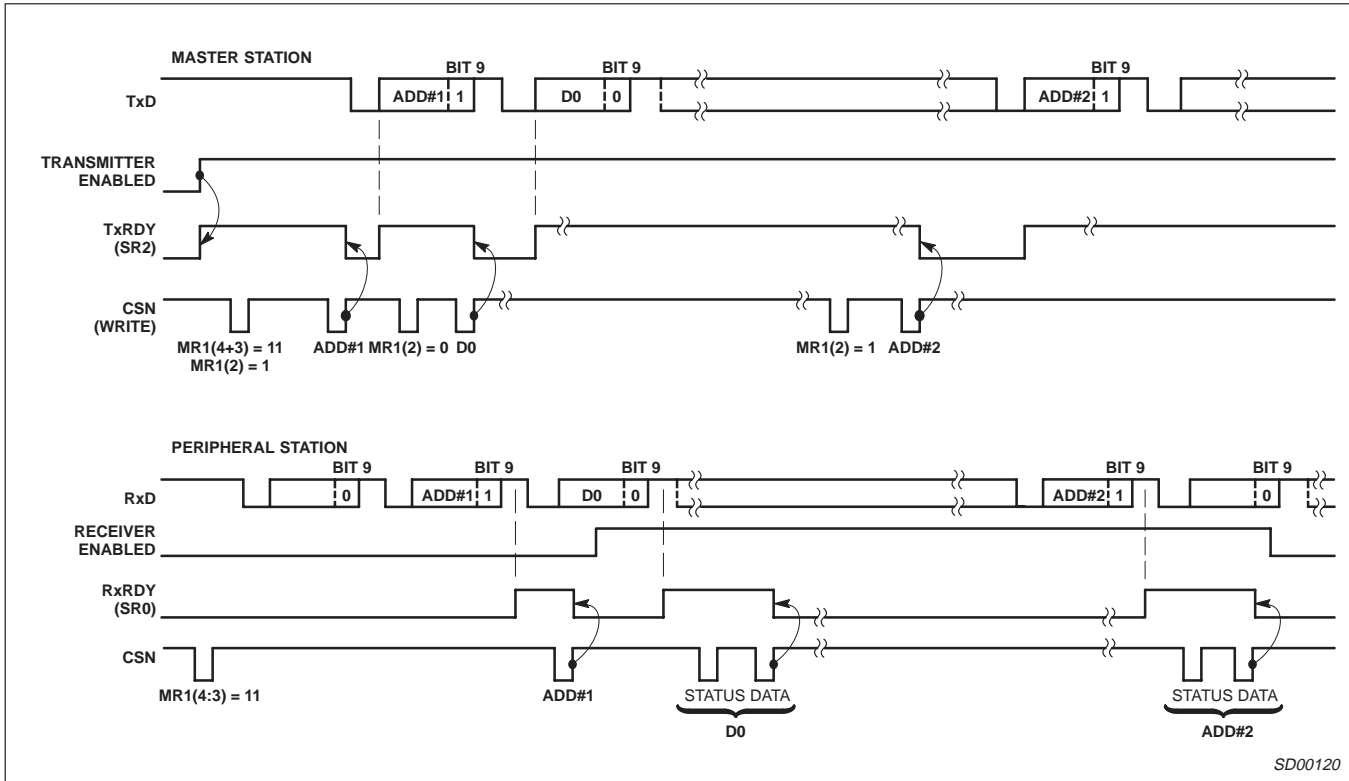 MASTER STATION
BIT 9 BIT 9 BIT 9
TxD ADD#1 1 D0 0 ADD#2 1
TRANSMITTER
ENABLED
TxRDY
(SR2)
CSN
(WRITE)
MR1(4+3) = 11 ADD#1 MR1(2) = 0 D0 MR1(2) = 1 ADD#2
MR1(2) = 1
PERIPHERAL STATION
BIT 9 BIT 9 BIT 9 BIT 9 BIT 9
RxD 0 ADD#1 1 D0 0 ADD#2 1 0
RECEIVER
ENABLED
RxRDY
(SR0)
CSN
MR1(4:3) = 11 ADD#1 STATUS DATA STATUS DATA
D0 ADD#2
SD00120